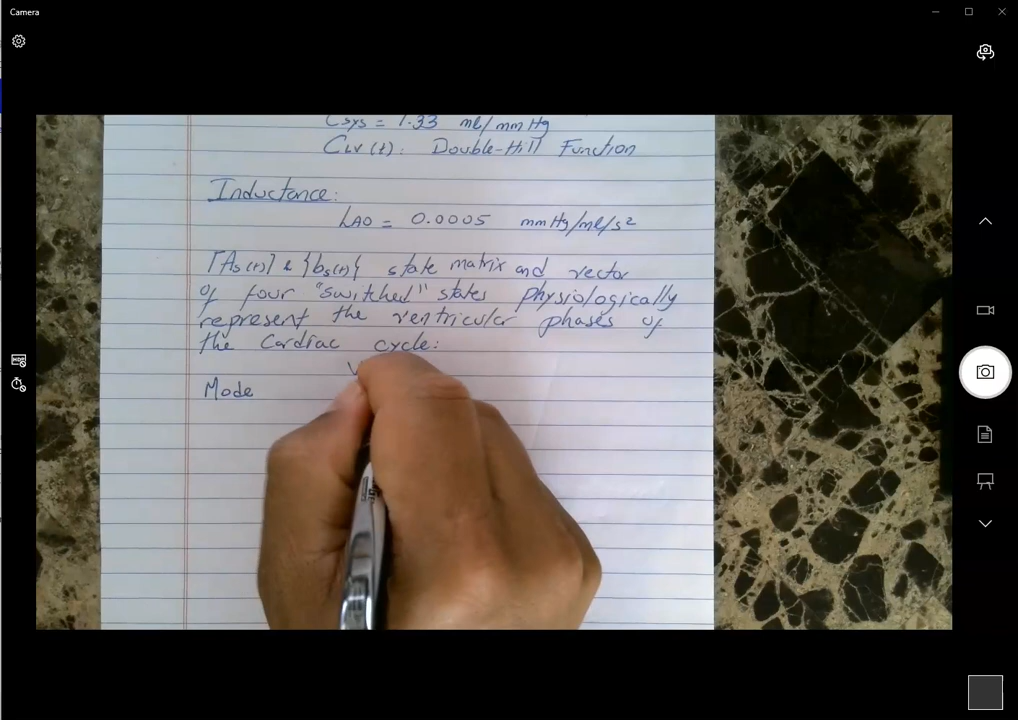 Camera
Csys = 1.33 ml/mmHg
CLV(t): Double-Hill Function
Inductance:
LAO = 0.0005 mmHg/ml/s²
[As(t)] & {bs(t)} state matrix and vector
of four "switched" states physiologically
represent the ventricular phases of
the Cardiac cycle:
V
Mode